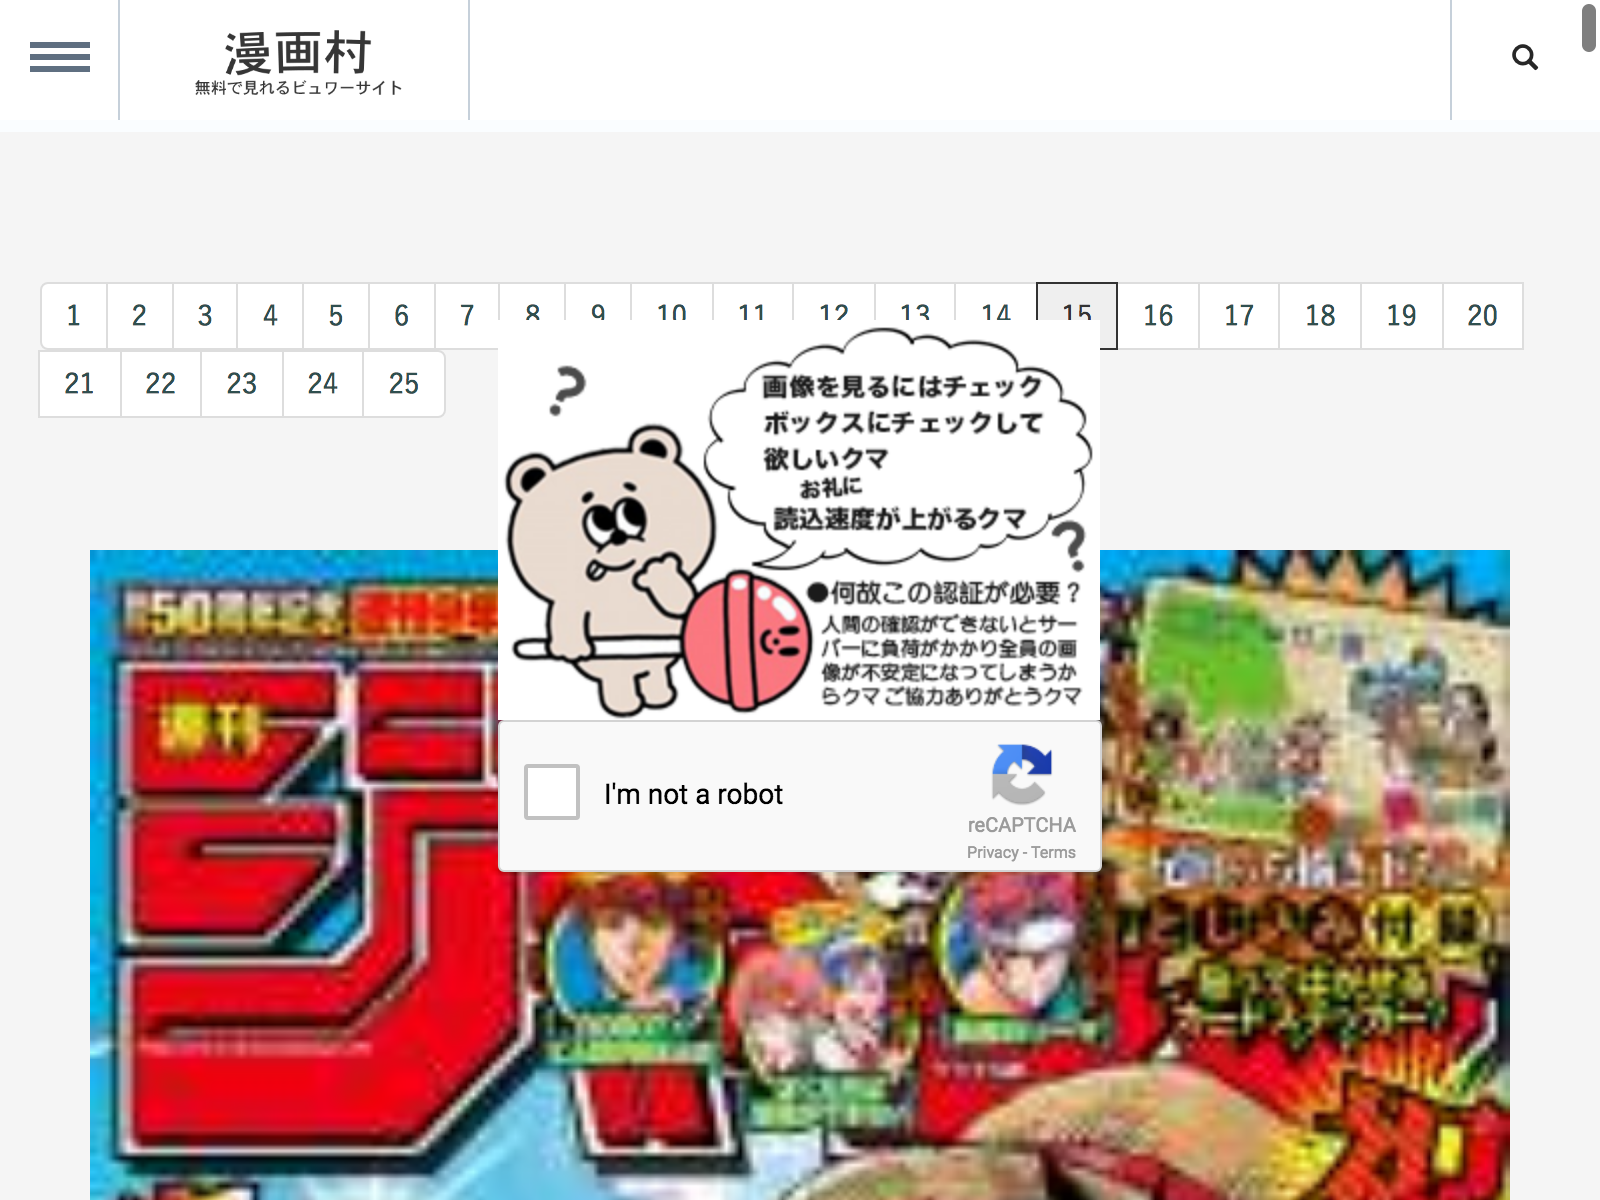 漫画村
無料で見れるビュワーサイト
1 2 3 4 5 6 7 8 9 10 11 12 13 14 15 16 17 18 19 20
21 22 23 24 25
画像を見るにはチェック
ボックスにチェックして
欲しいクマ
お礼に
読込速度が上がるクマ
●何故この認証が必要？
人間の確認ができないとサー
バーに負荷がかかり全員の画
像が不安定になってしまうか
らクマ ご協力ありがとうクマ
I'm not a robot
reCAPTCHA
Privacy - Terms
50周年記念
週刊
ジ
付録